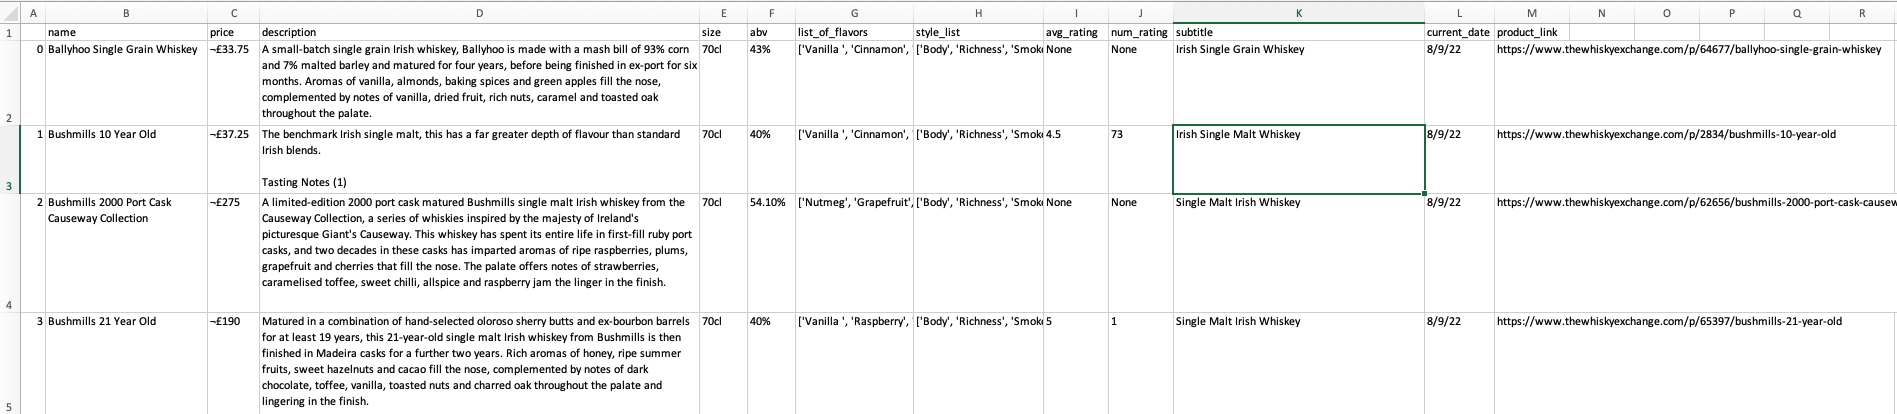 A B C D E F G H I J K L M N O P Q R
1 name price description size abv list_of_flavors style_list avg_rating num_rating subtitle current_date product_link
0 Ballyhoo Single Grain Whiskey ¬£33.75 A small-batch single grain Irish whiskey, Ballyhoo is made with a mash bill of 93% corn 70cl 43% ['Vanilla ', 'Cinnamon', ['Body', 'Richness', 'Smok None None Irish Single Grain Whiskey 8/9/22 https://www.thewhiskyexchange.com/p/64677/ballyhoo-single-grain-whiskey
and 7% malted barley and matured for four years, before being finished in ex-port for six
months. Aromas of vanilla, almonds, baking spices and green apples fill the nose,
complemented by notes of vanilla, dried fruit, rich nuts, caramel and toasted oak
2 throughout the palate.
1 Bushmills 10 Year Old ¬£37.25 The benchmark Irish single malt, this has a far greater depth of flavour than standard 70cl 40% ['Vanilla ', 'Cinnamon', ['Body', 'Richness', 'Smok 4.5 73 Irish Single Malt Whiskey 8/9/22 https://www.thewhiskyexchange.com/p/2834/bushmills-10-year-old
Irish blends.
3 Tasting Notes (1)
2 Bushmills 2000 Port Cask ¬£275 A limited-edition 2000 port cask matured Bushmills single malt Irish whiskey from the 70cl 54.10% ['Nutmeg', 'Grapefruit', ['Body', 'Richness', 'Smok None None Single Malt Irish Whiskey 8/9/22 https://www.thewhiskyexchange.com/p/62656/bushmills-2000-port-cask-causew
Causeway Collection Causeway Collection, a series of whiskies inspired by the majesty of Ireland's
picturesque Giant's Causeway. This whiskey has spent its entire life in first-fill ruby port
casks, and two decades in these casks has imparted aromas of ripe raspberries, plums,
grapefruit and cherries that fill the nose. The palate offers notes of strawberries,
caramelised toffee, sweet chilli, allspice and raspberry jam the linger in the finish.
4
3 Bushmills 21 Year Old ¬£190 Matured in a combination of hand-selected oloroso sherry butts and ex-bourbon barrels 70cl 40% ['Vanilla ', 'Raspberry', ['Body', 'Richness', 'Smok 5 1 Single Malt Irish Whiskey 8/9/22 https://www.thewhiskyexchange.com/p/65397/bushmills-21-year-old
for at least 19 years, this 21-year-old single malt Irish whiskey from Bushmills is then
finished in Madeira casks for a further two years. Rich aromas of honey, ripe summer
fruits, sweet hazelnuts and cacao fill the nose, complemented by notes of dark
chocolate, toffee, vanilla, toasted nuts and charred oak throughout the palate and
5 lingering in the finish.